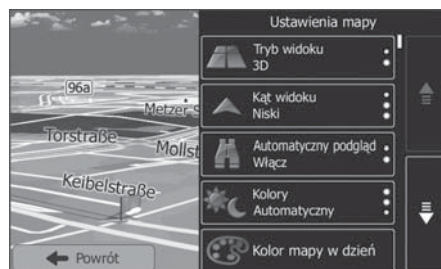 Ustawienia mapy
96a
Metzer S
Torstraße
Mollst
Keibelstraße
Powrót
Tryb widoku
3D
Kąt widoku
Niski
Automatyczny podgląd
Włącz
Kolory
Automatyczny
Kolor mapy w dzień